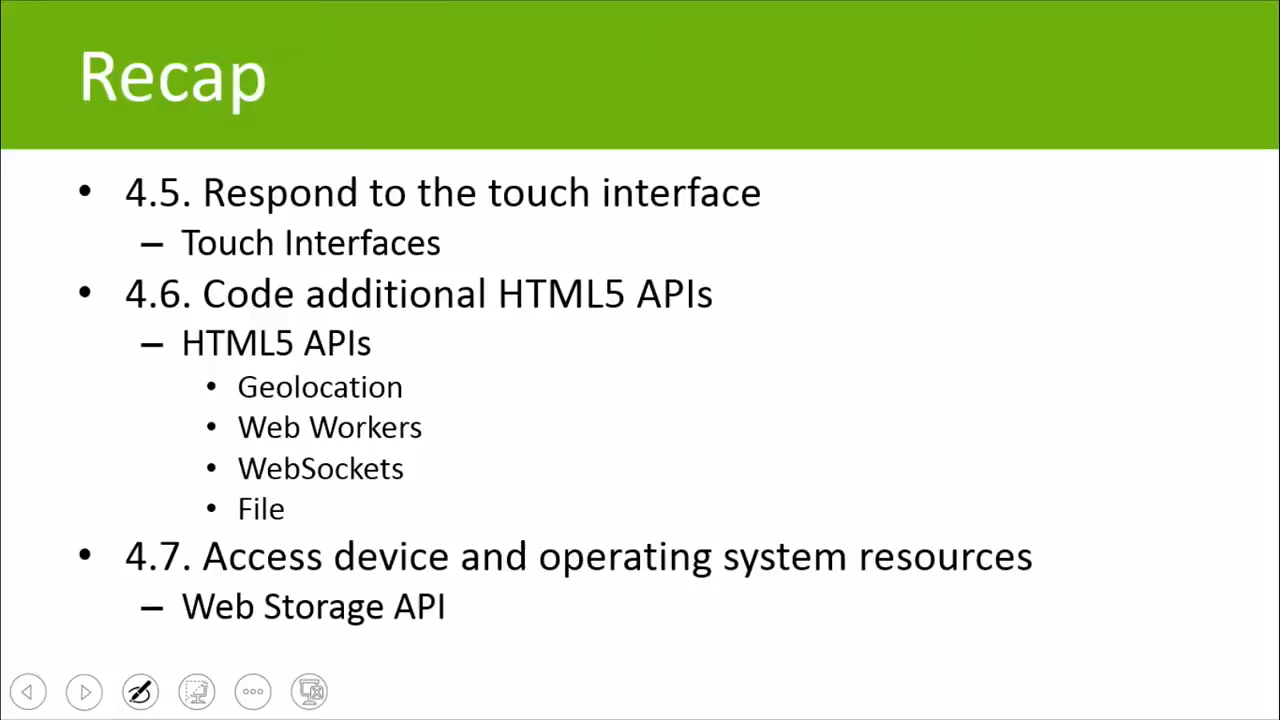 Recap
• 4.5. Respond to the touch interface
– Touch Interfaces
• 4.6. Code additional HTML5 APIs
– HTML5 APIs
• Geolocation
• Web Workers
• WebSockets
• File
• 4.7. Access device and operating system resources
– Web Storage API